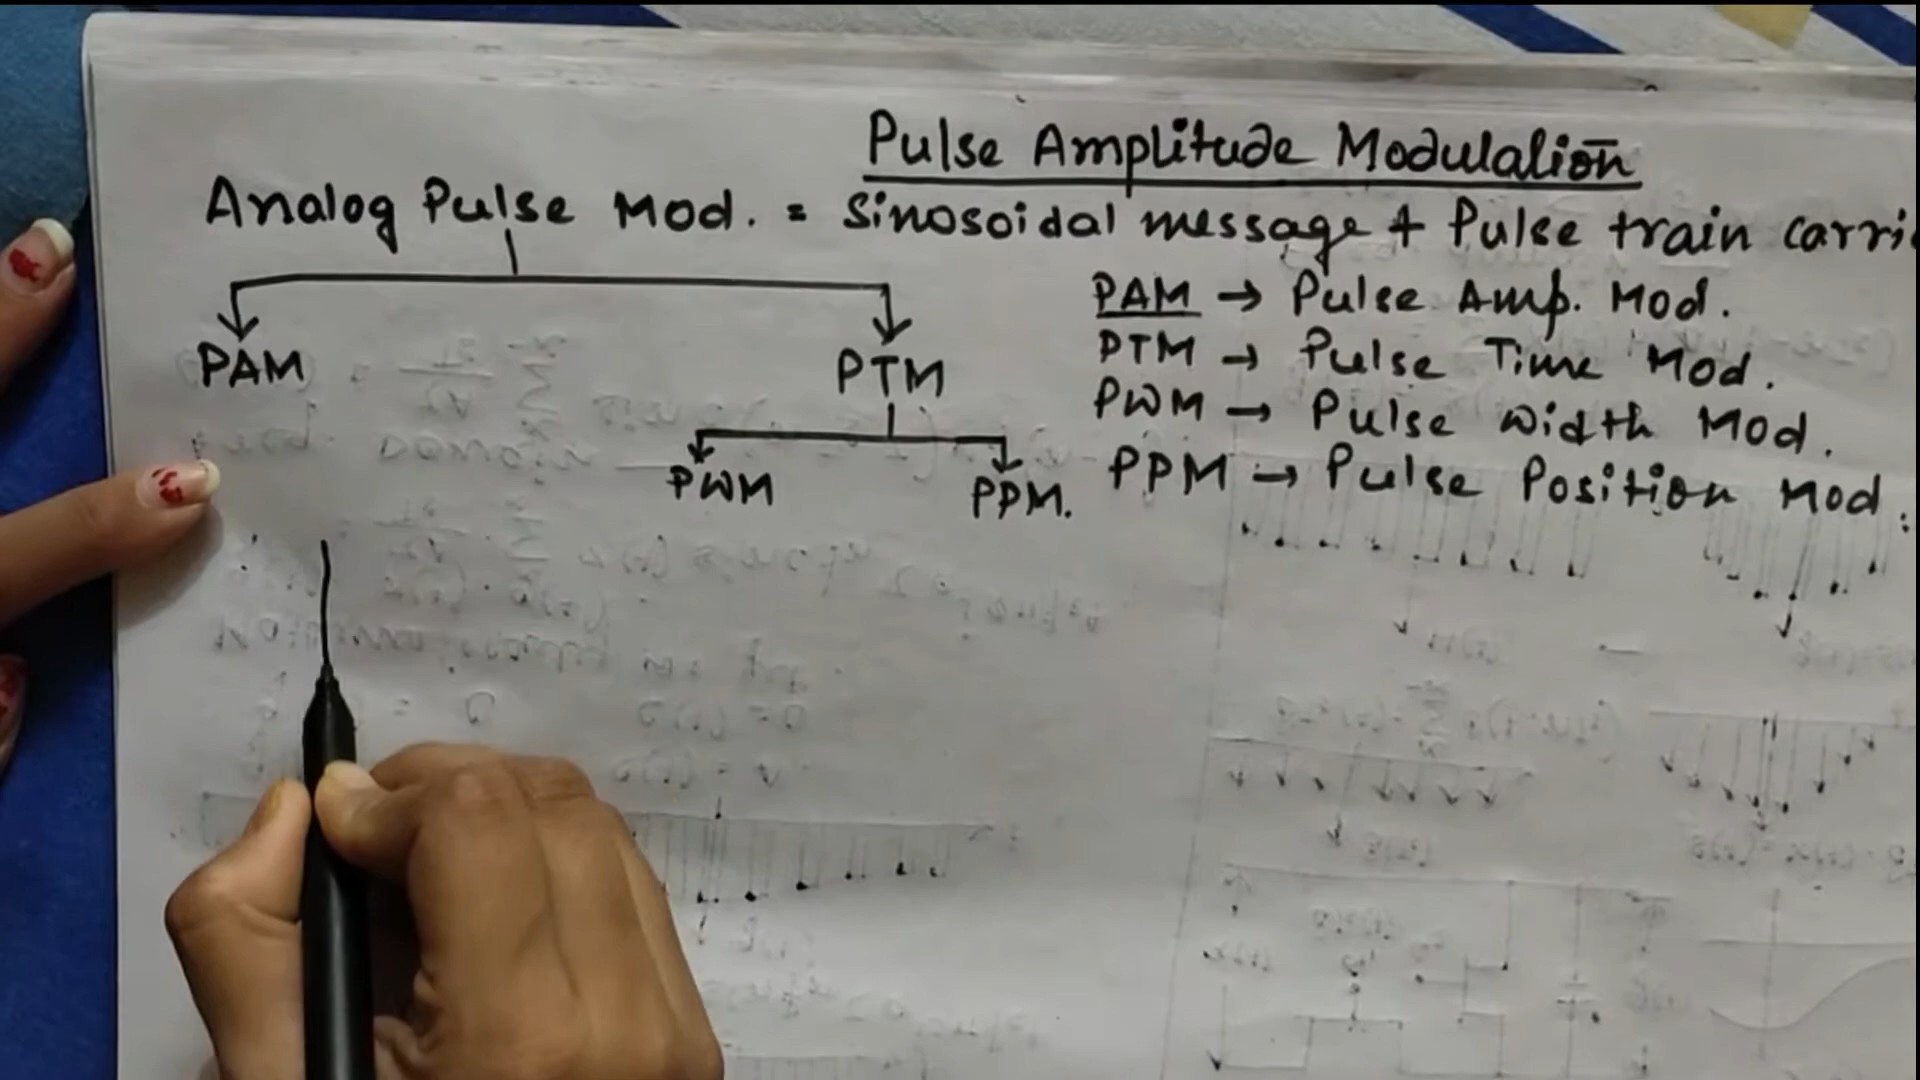 Pulse Amplitude Modulation
Analog Pulse Mod. = Sinosoidal message + Pulse train carri
PAM PTM
PWM PPM.
PAM → Pulse Amp. Mod.
PTM → Pulse Time Mod.
PWM → Pulse Width Mod.
PPM → Pulse Position Mod.